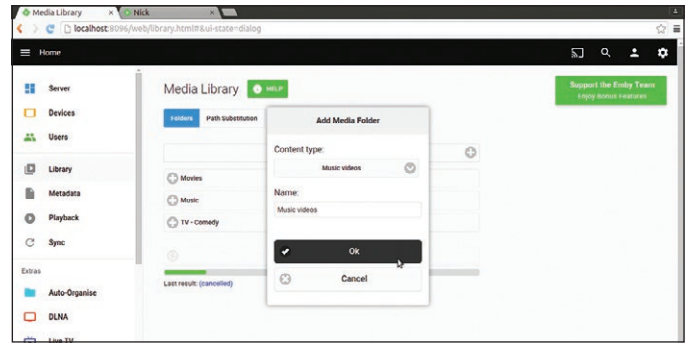 Media Library
Nick
localhost:8096/web/library.html#&ui-state=dialog
Home
Server
Devices
Users
Library
Metadata
Playback
Sync
Extras
Auto-Organise
DLNA
Live TV
Media Library
HELP
Support the Emby Team
Enjoy Bonus Features
Folders
Path Substitution
Movies
Music
TV - Comedy
Last result: (cancelled)
Add Media Folder
Content type:
Music videos
Name:
Music videos
Ok
Cancel